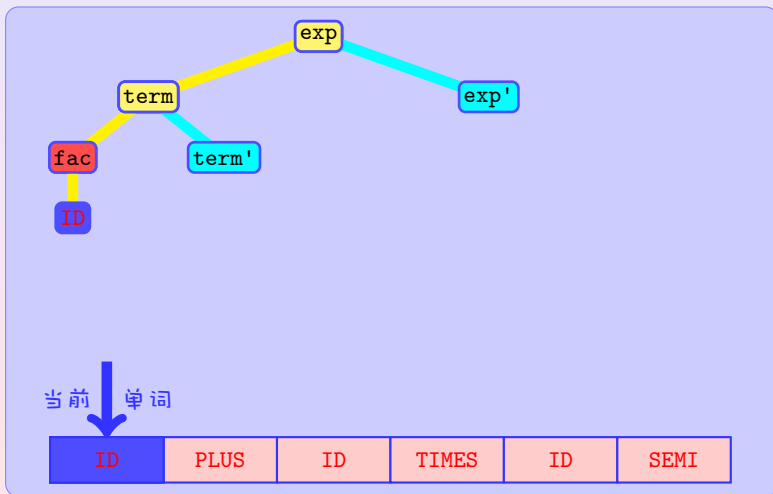 exp
term exp'
fac term'
ID
当前 单词
ID PLUS ID TIMES ID SEMI